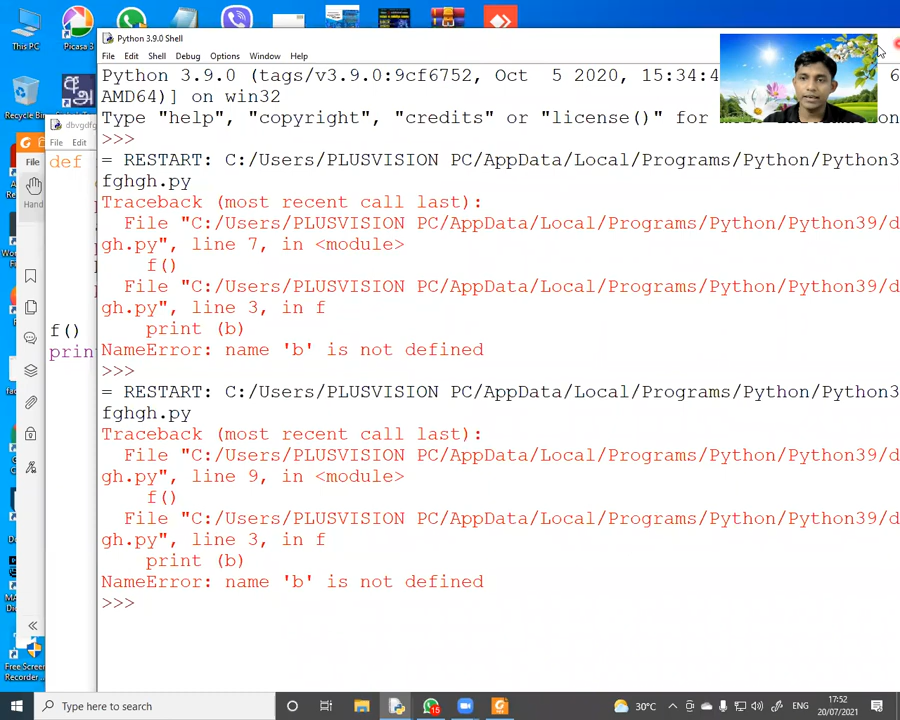 This PC
Picasa 3
Recycle Bin
Python 3.9.0 Shell
File Edit Shell Debug Options Window Help
Python 3.9.0 (tags/v3.9.0:9cf6752, Oct  5 2020, 15:34:4
AMD64)] on win32
Type "help", "copyright", "credits" or "license()" for
>>>
= RESTART: C:/Users/PLUSVISION PC/AppData/Local/Programs/Python/Python3
fghgh.py
Traceback (most recent call last):
  File "C:/Users/PLUSVISION PC/AppData/Local/Programs/Python/Python39/d
gh.py", line 7, in <module>
    f()
  File "C:/Users/PLUSVISION PC/AppData/Local/Programs/Python/Python39/d
gh.py", line 3, in f
    print (b)
NameError: name 'b' is not defined
>>>
= RESTART: C:/Users/PLUSVISION PC/AppData/Local/Programs/Python/Python3
fghgh.py
Traceback (most recent call last):
  File "C:/Users/PLUSVISION PC/AppData/Local/Programs/Python/Python39/d
gh.py", line 9, in <module>
    f()
  File "C:/Users/PLUSVISION PC/AppData/Local/Programs/Python/Python39/d
gh.py", line 3, in f
    print (b)
NameError: name 'b' is not defined
>>>
dbvgdfg
File Edit
def
f()
print
File
Hand
Free Screen
Recorder...
Type here to search
15
30°C
ENG
17:52
20/07/2021